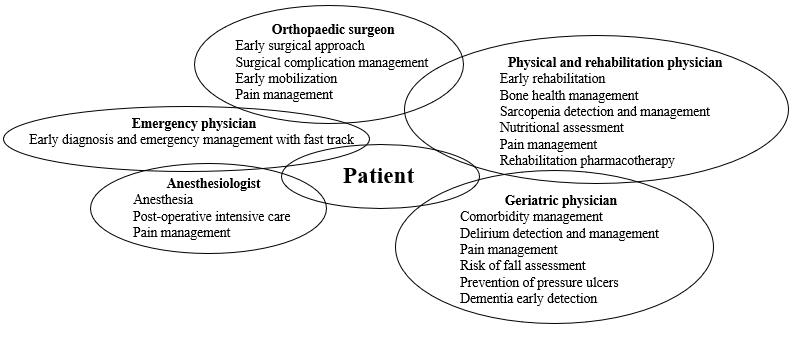 Orthopaedic surgeon
Early surgical approach
Surgical complication management
Early mobilization
Pain management
Physical and rehabilitation physician
Early rehabilitation
Bone health management
Sarcopenia detection and management
Nutritional assessment
Pain management
Rehabilitation pharmacotherapy
Emergency physician
Early diagnosis and emergency management with fast track
Patient
Anesthesiologist
Anesthesia
Post-operative intensive care
Pain management
Geriatric physician
Comorbidity management
Delirium detection and management
Pain management
Risk of fall assessment
Prevention of pressure ulcers
Dementia early detection